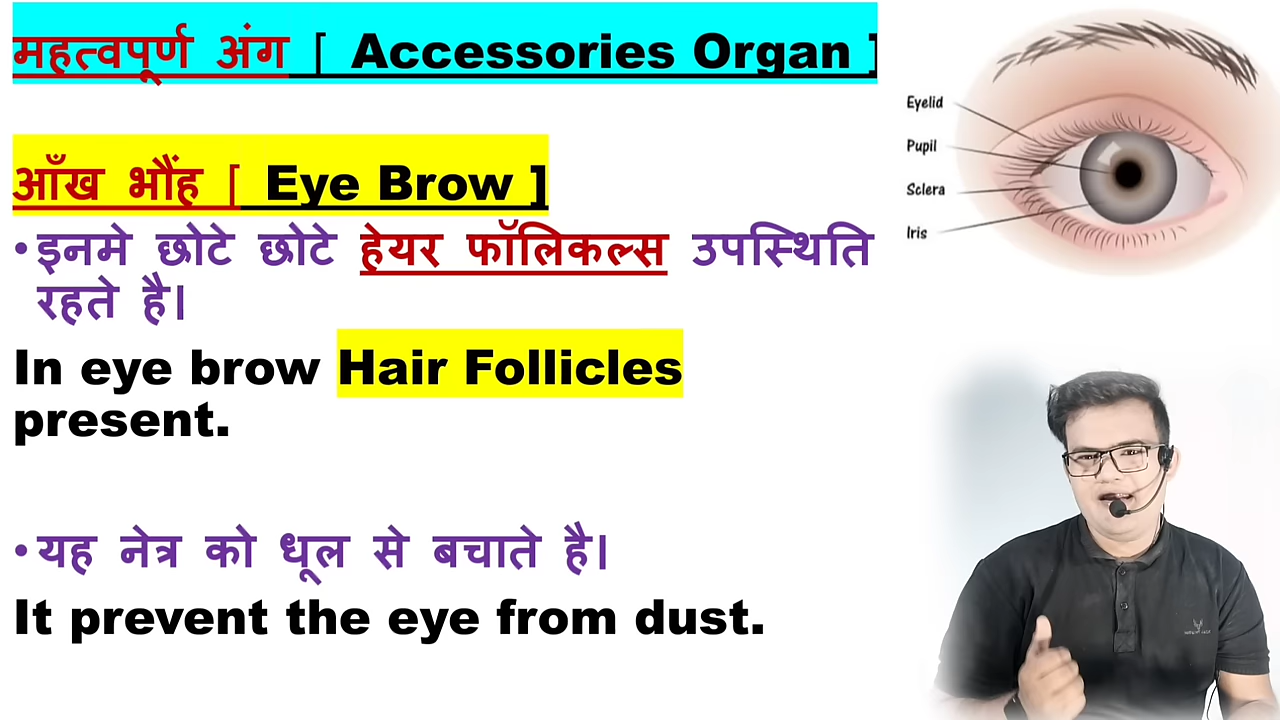 महत्वपूर्ण अंग [ Accessories Organ ]
आँख भौंह [ Eye Brow ]
•इनमे छोटे छोटे हेयर फॉलिकल्स उपस्थिति
रहते है।
In eye brow Hair Follicles
present.
•यह नेत्र को धूल से बचाते है।
It prevent the eye from dust.
Eyelid
Pupil
Sclera
Iris